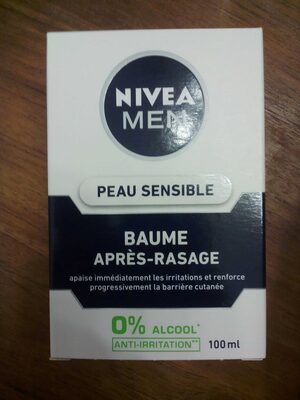 NIVEA
MEN
PEAU SENSIBLE
BAUME
APRÈS-RASAGE
apaise immédiatement les irritations et renforce
progressivement la barrière cutanée
0% ALCOOL*
ANTI-IRRITATION** 100 ml